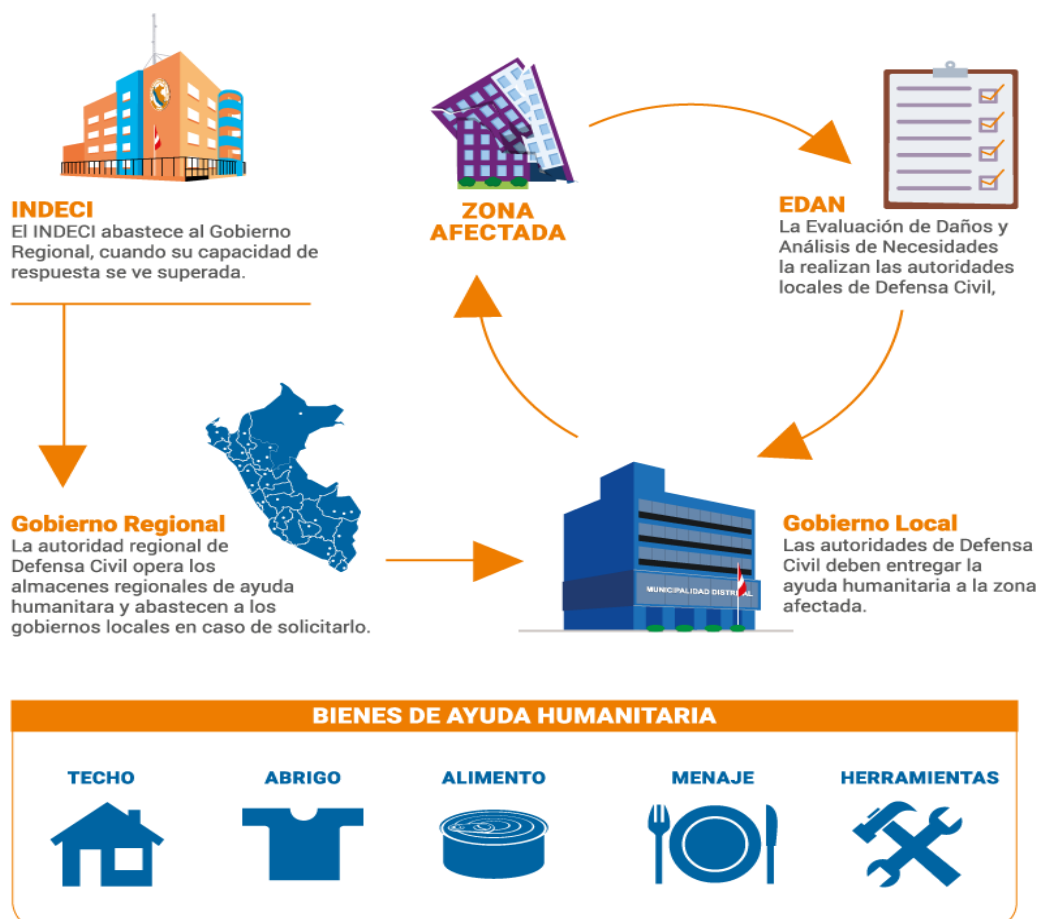 INDECI
El INDECI abastece al Gobierno
Regional, cuando su capacidad de
respuesta se ve superada.
ZONA
AFECTADA
EDAN
La Evaluación de Daños y
Análisis de Necesidades
la realizan las autoridades
locales de Defensa Civil,
Gobierno Regional
La autoridad regional de
Defensa Civil opera los
almacenes regionales de ayuda
humanitara y abastecen a los
gobiernos locales en caso de solicitarlo.
MUNICIPALIDAD DISTRITAL
Gobierno Local
Las autoridades de Defensa
Civil deben entregar la
ayuda humanitaria a la zona
afectada.
BIENES DE AYUDA HUMANITARIA
TECHO
ABRIGO
ALIMENTO
MENAJE
HERRAMIENTAS